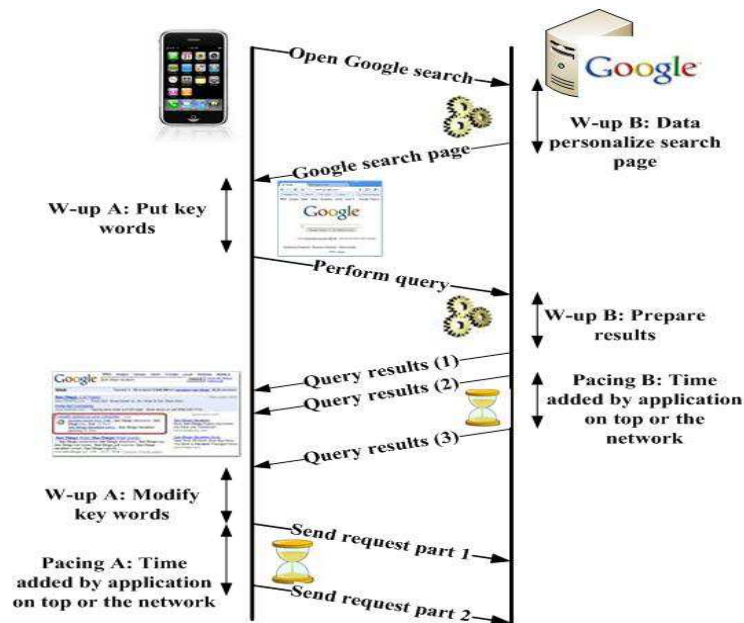 Open Google search
Google
W-up B: Data
personalize search
page
Google search page
W-up A: Put key
words
Google
Perform query
W-up B: Prepare
results
Query results (1)
Query results (2)
Query results (3)
Google
Pacing B: Time
added by application
on top or the
network
W-up A: Modify
key words
Send request part 1
Pacing A: Time
added by application
on top or the network
Send request part 2